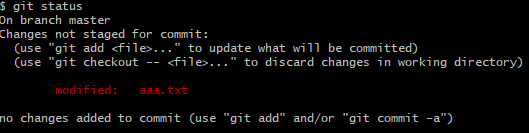 $ git status
On branch master
Changes not staged for commit:
  (use "git add <file>..." to update what will be committed)
  (use "git checkout -- <file>..." to discard changes in working directory)
        modified:   aaa.txt
no changes added to commit (use "git add" and/or "git commit -a")